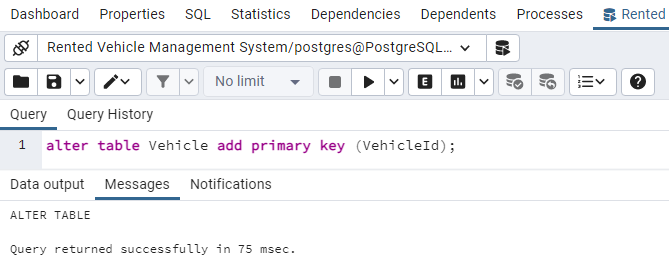 Dashboard Properties SQL Statistics Dependencies Dependents Processes Rented
Rented Vehicle Management System/postgres@PostgreSQL...
No limit
E
Query Query History
1 alter table Vehicle add primary key (VehicleId);
Data output Messages Notifications
ALTER TABLE
Query returned successfully in 75 msec.